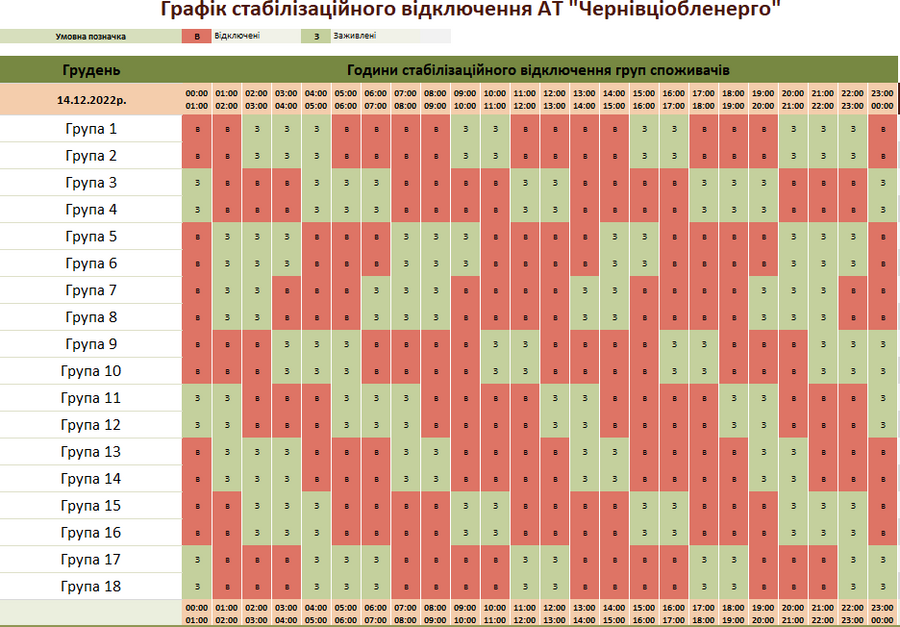 Графік стабілізаційного відключення АТ "Чернівціобленерго"
Умовна позначка В Відключені З Заживлені
Грудень Години стабілізаційного відключення груп споживачів
14.12.2022р. 00:00 01:00 02:00 03:00 04:00 05:00 06:00 07:00 08:00 09:00 10:00 11:00 12:00 13:00 14:00 15:00 16:00 17:00 18:00 19:00 20:00 21:00 22:00 23:00
01:00 02:00 03:00 04:00 05:00 06:00 07:00 08:00 09:00 10:00 11:00 12:00 13:00 14:00 15:00 16:00 17:00 18:00 19:00 20:00 21:00 22:00 23:00 00:00
Група 1 в в з з з в в в в з з в в в в з з в в в з з з в
Група 2 в в з з з в в в в з з в в в в з з в в в з з з в
Група 3 з в в в з з з в в в в з з в в в в з з з в в в з
Група 4 з в в в з з з в в в в з з в в в в з з з в в в з
Група 5 в з з з в в в з з з в в в в з з в в в в з з з в
Група 6 в з з з в в в з з з в в в в з з в в в в з з з в
Група 7 в з з в в в з з з в в в в з з в в в в з з з в в
Група 8 в з з в в в з з з в в в в з з в в в в з з з в в
Група 9 в в в з з з в в в в з з в в в в з з в в в з з з
Група 10 в в в з з з в в в в з з в в в в з з в в в з з з
Група 11 з з в в в з з з в в в в з з в в в в з з в в в з
Група 12 з з в в в з з з в в в в з з в в в в з з в в в з
Група 13 в з з з в в в з з в в в в з з в в в в з з в в в
Група 14 в з з з в в в з з в в в в з з в в в в з з в в в
Група 15 в в з з з в в в в з з в в в в з з в в в з з з в
Група 16 в в з з з в в в в з з в в в в з з в в в з з з в
Група 17 з в в в з з з в в в в з з в в в в з з в в в з з
Група 18 з в в в з з з в в в в з з в в в в з з в в в з з
00:00 01:00 02:00 03:00 04:00 05:00 06:00 07:00 08:00 09:00 10:00 11:00 12:00 13:00 14:00 15:00 16:00 17:00 18:00 19:00 20:00 21:00 22:00 23:00
01:00 02:00 03:00 04:00 05:00 06:00 07:00 08:00 09:00 10:00 11:00 12:00 13:00 14:00 15:00 16:00 17:00 18:00 19:00 20:00 21:00 22:00 23:00 00:00